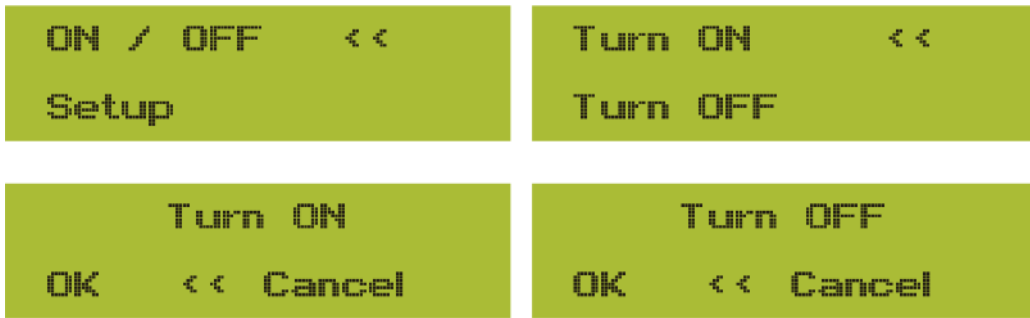 ON / OFF <<
Setup
Turn ON <<
Turn OFF
Turn ON
OK << Cancel
Turn OFF
OK << Cancel